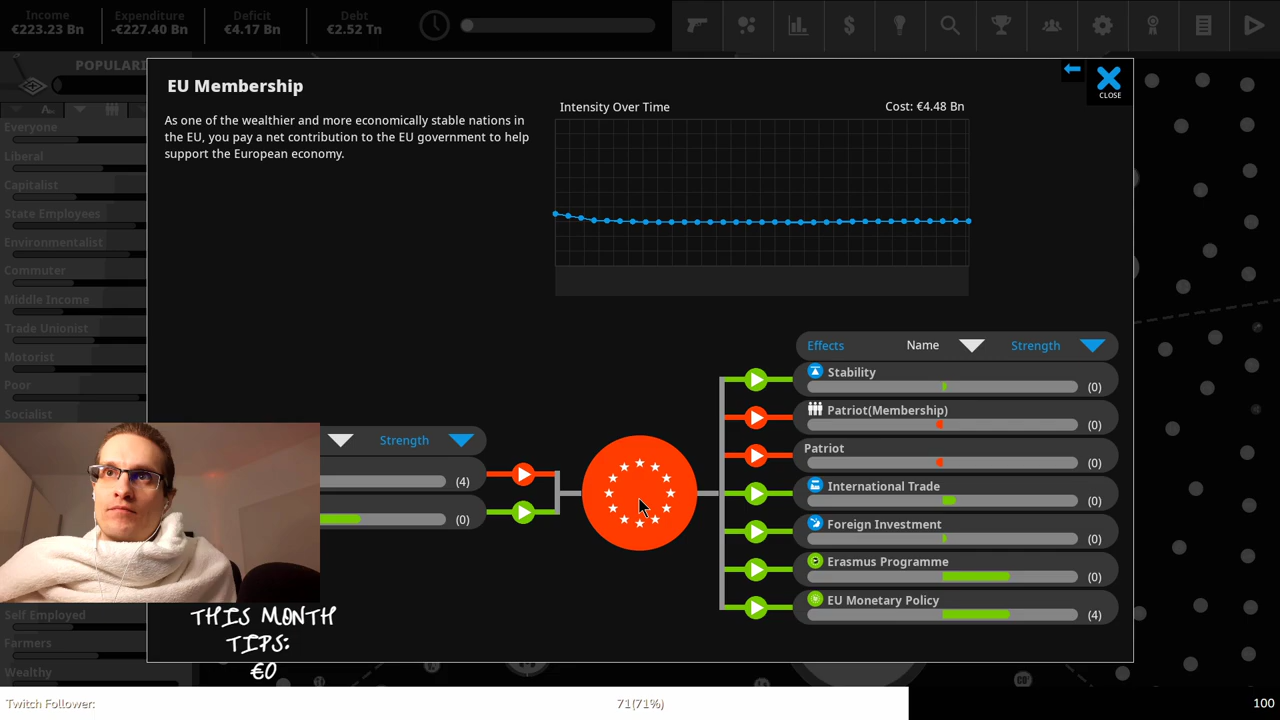 Income
€223.23 Bn
Expenditure
-€227.40 Bn
Deficit
€4.17 Bn
Debt
€2.52 Tn
EU Membership
CLOSE
As one of the wealthier and more economically stable nations in
the EU, you pay a net contribution to the EU government to help
support the European economy.
Intensity Over Time
Cost: €4.48 Bn
Everyone
Liberal
Capitalist
State Employees
Environmentalist
Commuter
Middle Income
Trade Unionist
Motorist
Poor
Socialist
Self Employed
Farmers
Wealthy
Strength
(4)
(0)
Effects Name Strength
Stability
(0)
Patriot(Membership)
(0)
Patriot
(0)
International Trade
(0)
Foreign Investment
(0)
Erasmus Programme
(0)
EU Monetary Policy
(4)
THIS MONTH
TIPS:
€0
Twitch Follower:
71(71%)
100